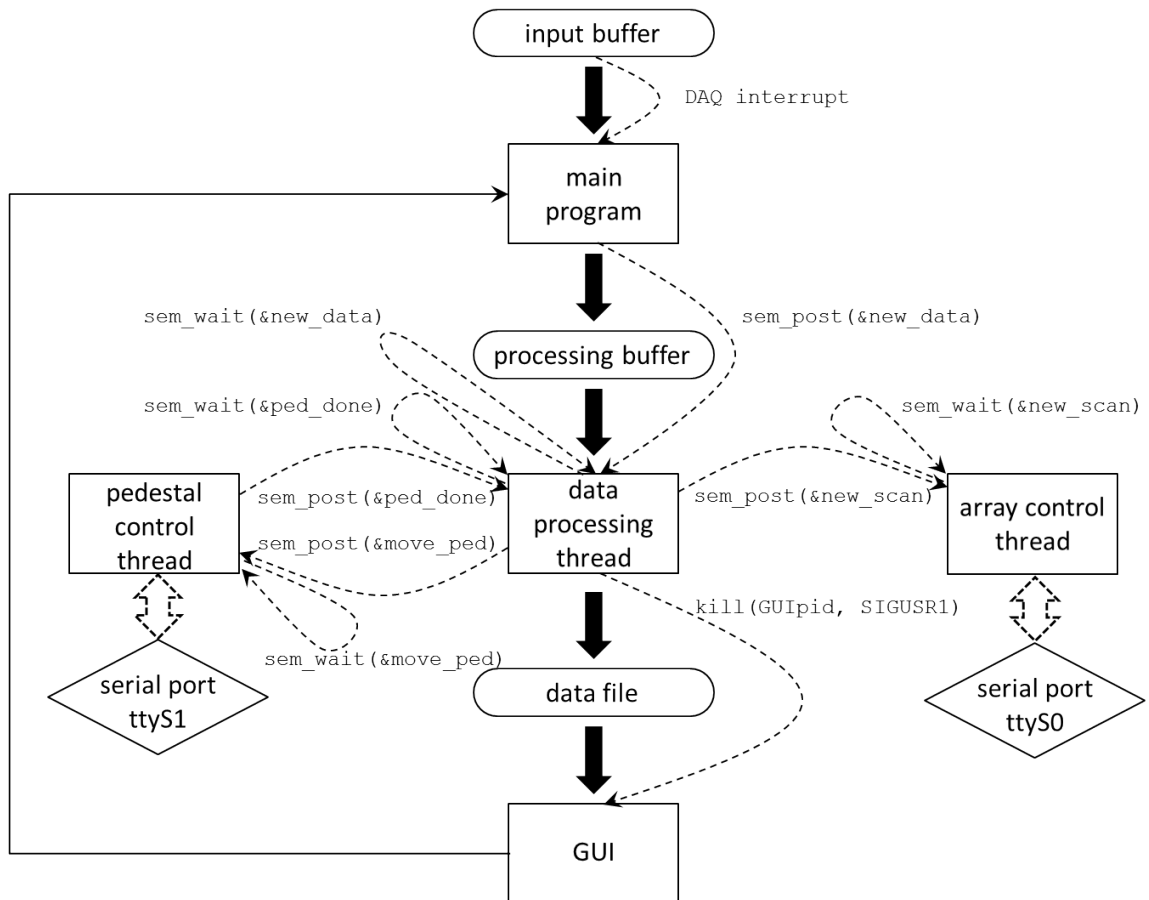 input buffer
DAQ interrupt
main
program
sem_wait(&new_data)
sem_post(&new_data)
processing buffer
sem_wait(&ped_done)
sem_wait(&new_scan)
pedestal
control
thread
sem_post(&ped_done)
sem_post(&move_ped)
data
processing
thread
sem_post(&new_scan)
array control
thread
kill(GUIpid, SIGUSR1)
sem_wait(&move_ped)
serial port
ttyS1
data file
serial port
ttyS0
GUI